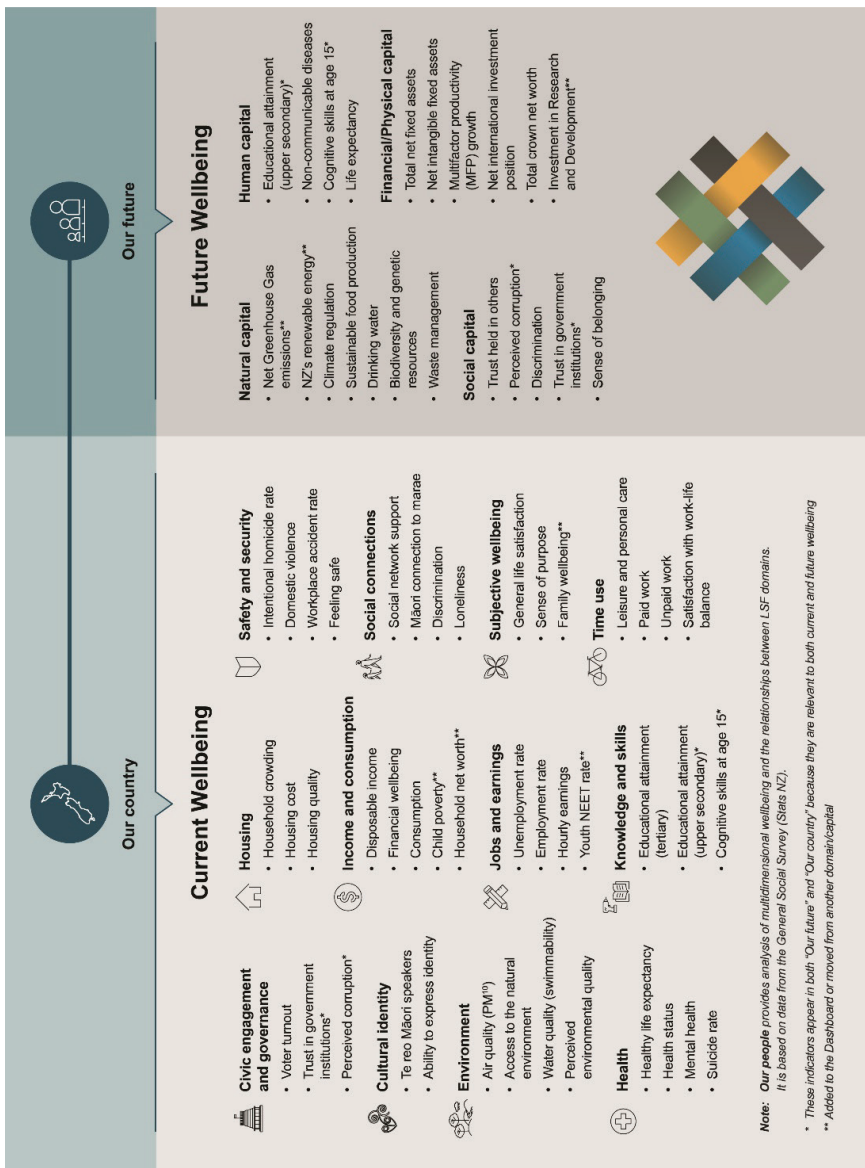 Our country
Our future
Current Wellbeing
Civic engagement
and governance
• Voter turnout
• Trust in government
institutions*
• Perceived corruption*
Cultural identity
• Te reo Māori speakers
• Ability to express identity
Environment
• Air quality (PM¹⁰)
• Access to the natural
environment
• Water quality (swimmability)
• Perceived
environmental quality
Health
• Healthy life expectancy
• Health status
• Mental health
• Suicide rate
Housing
• Household crowding
• Housing cost
• Housing quality
Income and consumption
• Disposable income
• Financial wellbeing
• Consumption
• Child poverty**
• Household net worth**
Jobs and earnings
• Unemployment rate
• Employment rate
• Hourly earnings
• Youth NEET rate**
Knowledge and skills
• Educational attainment
(tertiary)
• Educational attainment
(upper secondary)*
• Cognitive skills at age 15*
Safety and security
• Intentional homicide rate
• Domestic violence
• Workplace accident rate
• Feeling safe
Social connections
• Social network support
• Māori connection to marae
• Discrimination
• Loneliness
Subjective wellbeing
• General life satisfaction
• Sense of purpose
• Family wellbeing**
Time use
• Leisure and personal care
• Paid work
• Unpaid work
• Satisfaction with work-life
balance
Future Wellbeing
Natural capital
• Net Greenhouse Gas
emissions**
• NZ's renewable energy**
• Climate regulation
• Sustainable food production
• Drinking water
• Biodiversity and genetic
resources
• Waste management
Social capital
• Trust held in others
• Perceived corruption*
• Discrimination
• Trust in government
institutions*
• Sense of belonging
Human capital
• Educational attainment
(upper secondary)*
• Non-communicable diseases
• Cognitive skills at age 15*
• Life expectancy
Financial/Physical capital
• Total net fixed assets
• Net intangible fixed assets
• Multifactor productivity
(MFP) growth
• Net international investment
position
• Total crown net worth
• Investment in Research
and Development**
Note: Our people provides analysis of multidimensional wellbeing and the relationships between LSF domains.
It is based on data from the General Social Survey (Stats NZ).
* These indicators appear in both "Our future" and "Our country" because they are relevant to both current and future wellbeing
** Added to the Dashboard or moved from another domain/capital